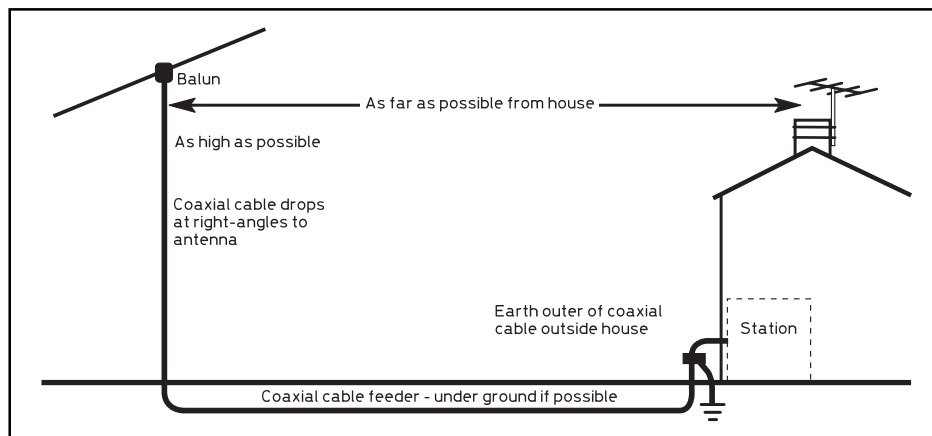 Balun
As far as possible from house
As high as possible
Coaxial cable drops
at right-angles to
antenna
Earth outer of coaxial
cable outside house
Station
Coaxial cable feeder - under ground if possible